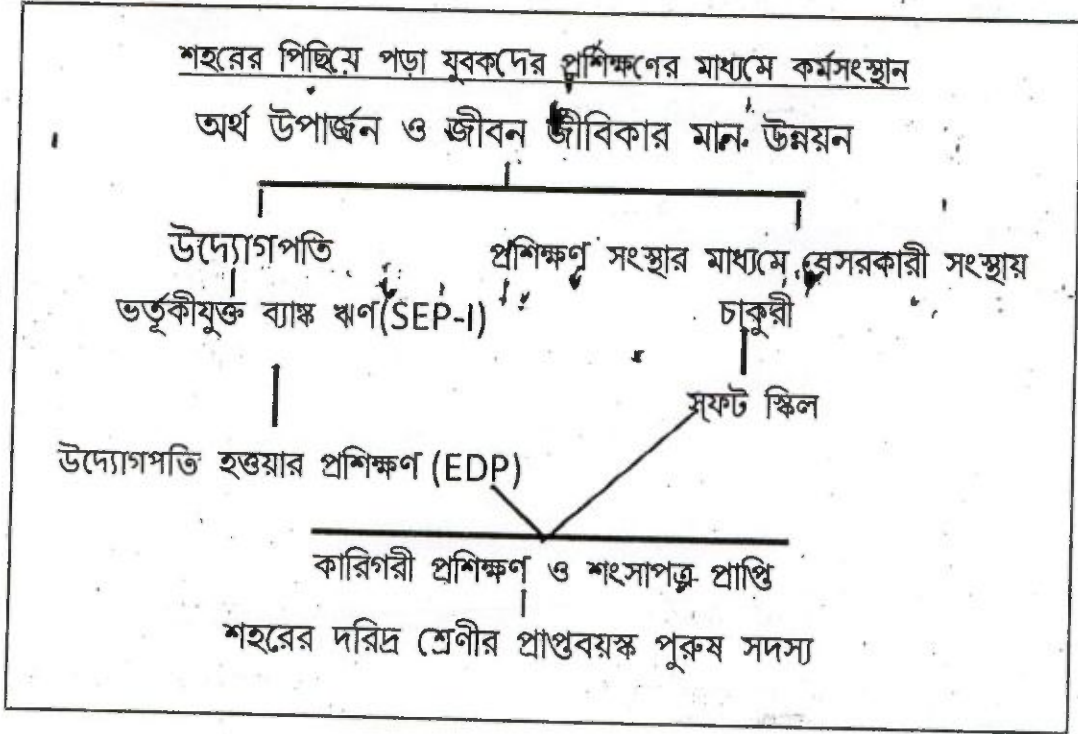 শহরের পিছিয়ে পড়া যুবকদের প্রশিক্ষণের মাধ্যমে কর্মসংস্থান
অর্থ উপার্জন ও জীবন জীবিকার মান উন্নয়ন
উদ্যোগপতি
প্রশিক্ষণ সংস্থার মাধ্যমে বেসরকারী সংস্থায়
ভর্তূকীযুক্ত ব্যাঙ্ক ঋণ(SEP-I)
চাকুরী
সফট স্কিল
উদ্যোগপতি হওয়ার প্রশিক্ষণ (EDP)
কারিগরী প্রশিক্ষণ ও শংসাপত্র প্রাপ্তি
শহরের দরিদ্র শ্রেণীর প্রাপ্তবয়স্ক পুরুষ সদস্য